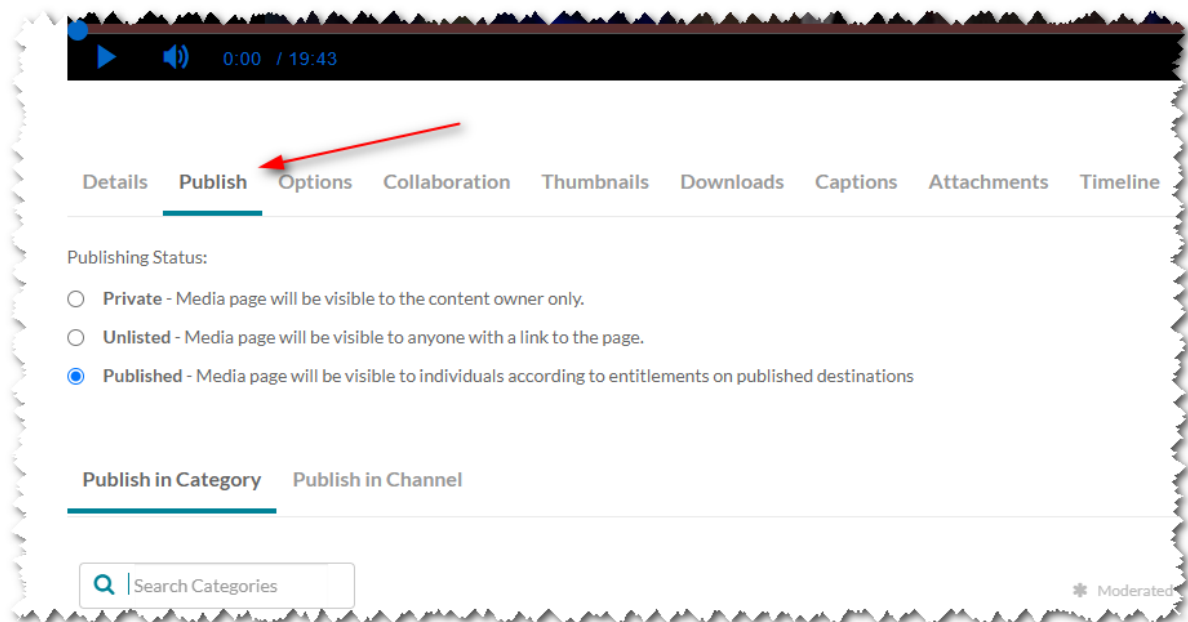 0:00 / 19:43
Details Publish Options Collaboration Thumbnails Downloads Captions Attachments Timeline
Publishing Status:
Private - Media page will be visible to the content owner only.
Unlisted - Media page will be visible to anyone with a link to the page.
Published - Media page will be visible to individuals according to entitlements on published destinations
Publish in Category Publish in Channel
Search Categories
* Moderated